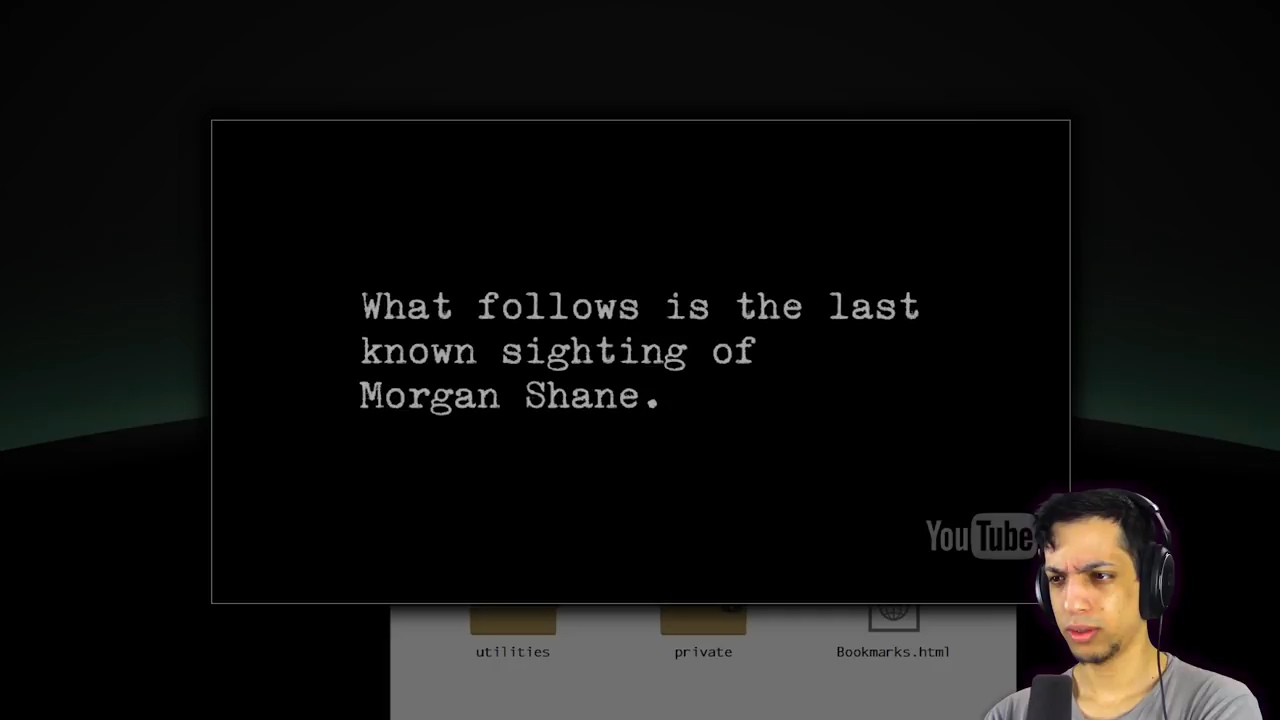 What follows is the last
known sighting of
Morgan Shane.
YouTube
utilities
private
Bookmarks.html